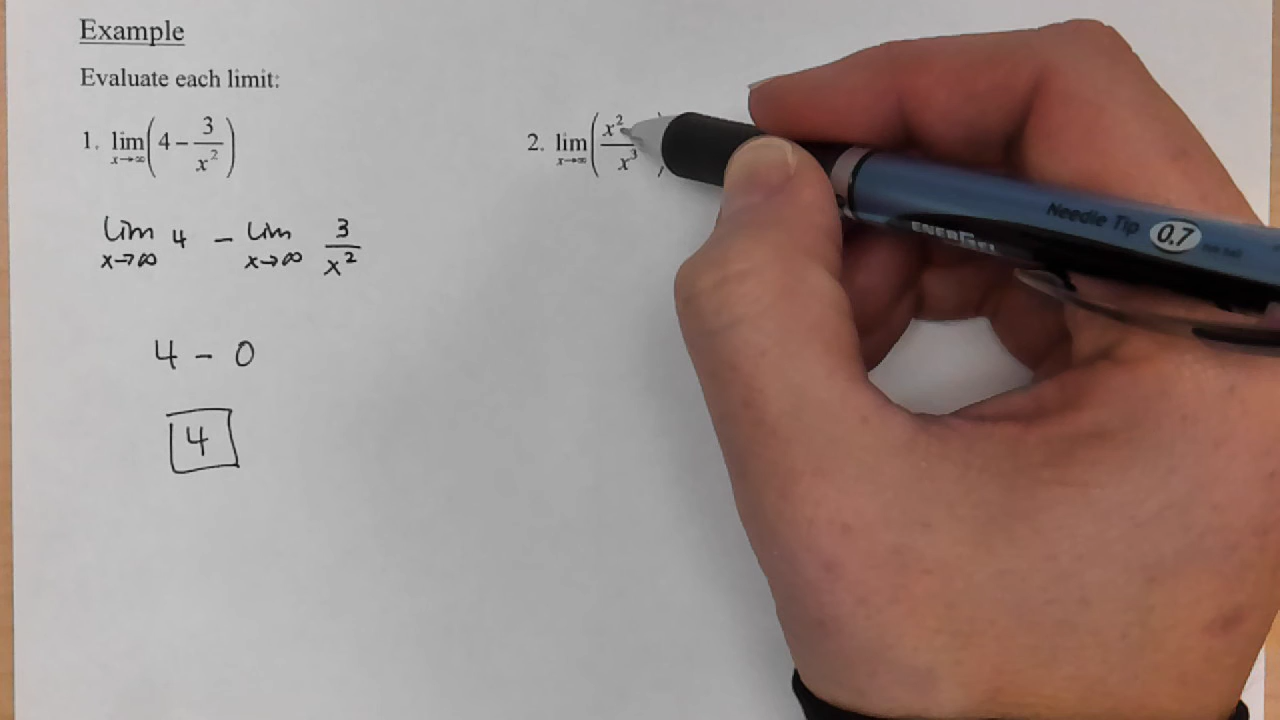 Example
Evaluate each limit:
1. lim x→∞ (4 − 3/x²)
2. lim x→∞ (x² / x³ )
lim x→∞ 4 − lim x→∞ 3/x²
4 − 0
4
Needle Tip 0.7
ENERGEL